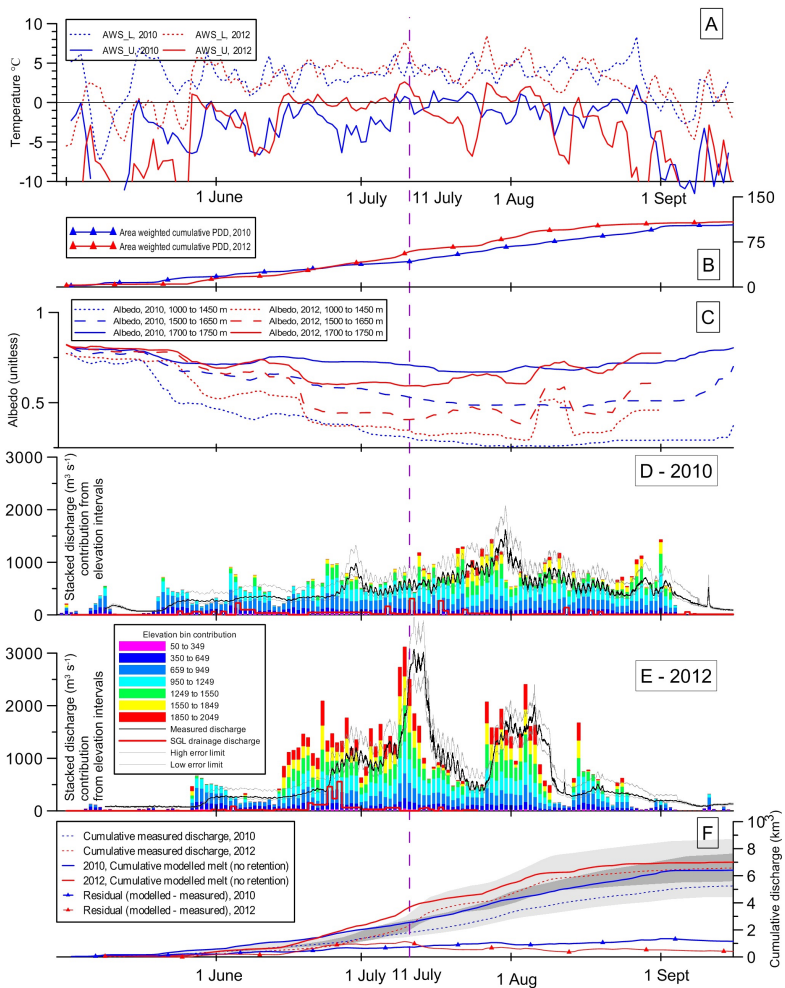 A
AWS_L, 2010
AWS_L, 2012
AWS_U, 2010
AWS_U, 2012
Temperature °C
10
5
0
-5
-10
1 June
1 July
11 July
1 Aug
1 Sept
150
75
0
Area weighted cumulative PDD, 2010
Area weighted cumulative PDD, 2012
B
Albedo, 2010, 1000 to 1450 m
Albedo, 2012, 1000 to 1450 m
Albedo, 2010, 1500 to 1650 m
Albedo, 2012, 1500 to 1650 m
Albedo, 2010, 1700 to 1750 m
Albedo, 2012, 1700 to 1750 m
C
Albedo (unitless)
1
0.5
D - 2010
Stacked discharge (m³ s⁻¹)
contribution from
elevation intervals
3000
2000
1000
0
E - 2012
Stacked discharge (m³ s⁻¹)
contribution
from elevation intervals
3000
2000
1000
0
Elevation bin contribution
50 to 349
350 to 649
659 to 949
950 to 1249
1249 to 1550
1550 to 1849
1850 to 2049
Measured discharge
SGL drainage discharge
High error limit
Low error limit
F
Cumulative measured discharge, 2010
Cumulative measured discharge, 2012
2010, Cumulative modelled melt (no retention)
2012, Cumulative modelled melt (no retention)
Residual (modelled - measured), 2010
Residual (modelled - measured), 2012
10
8
6
4
2
0
Cumulative discharge (km³)
1 June
1 July
11 July
1 Aug
1 Sept